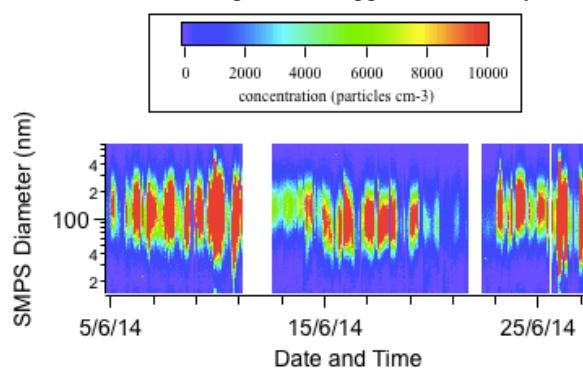 0 2000 4000 6000 8000 10000
concentration (particles cm-3)
SMPS Diameter (nm)
4
2
100
4
2
5/6/14 15/6/14 25/6/14
Date and Time